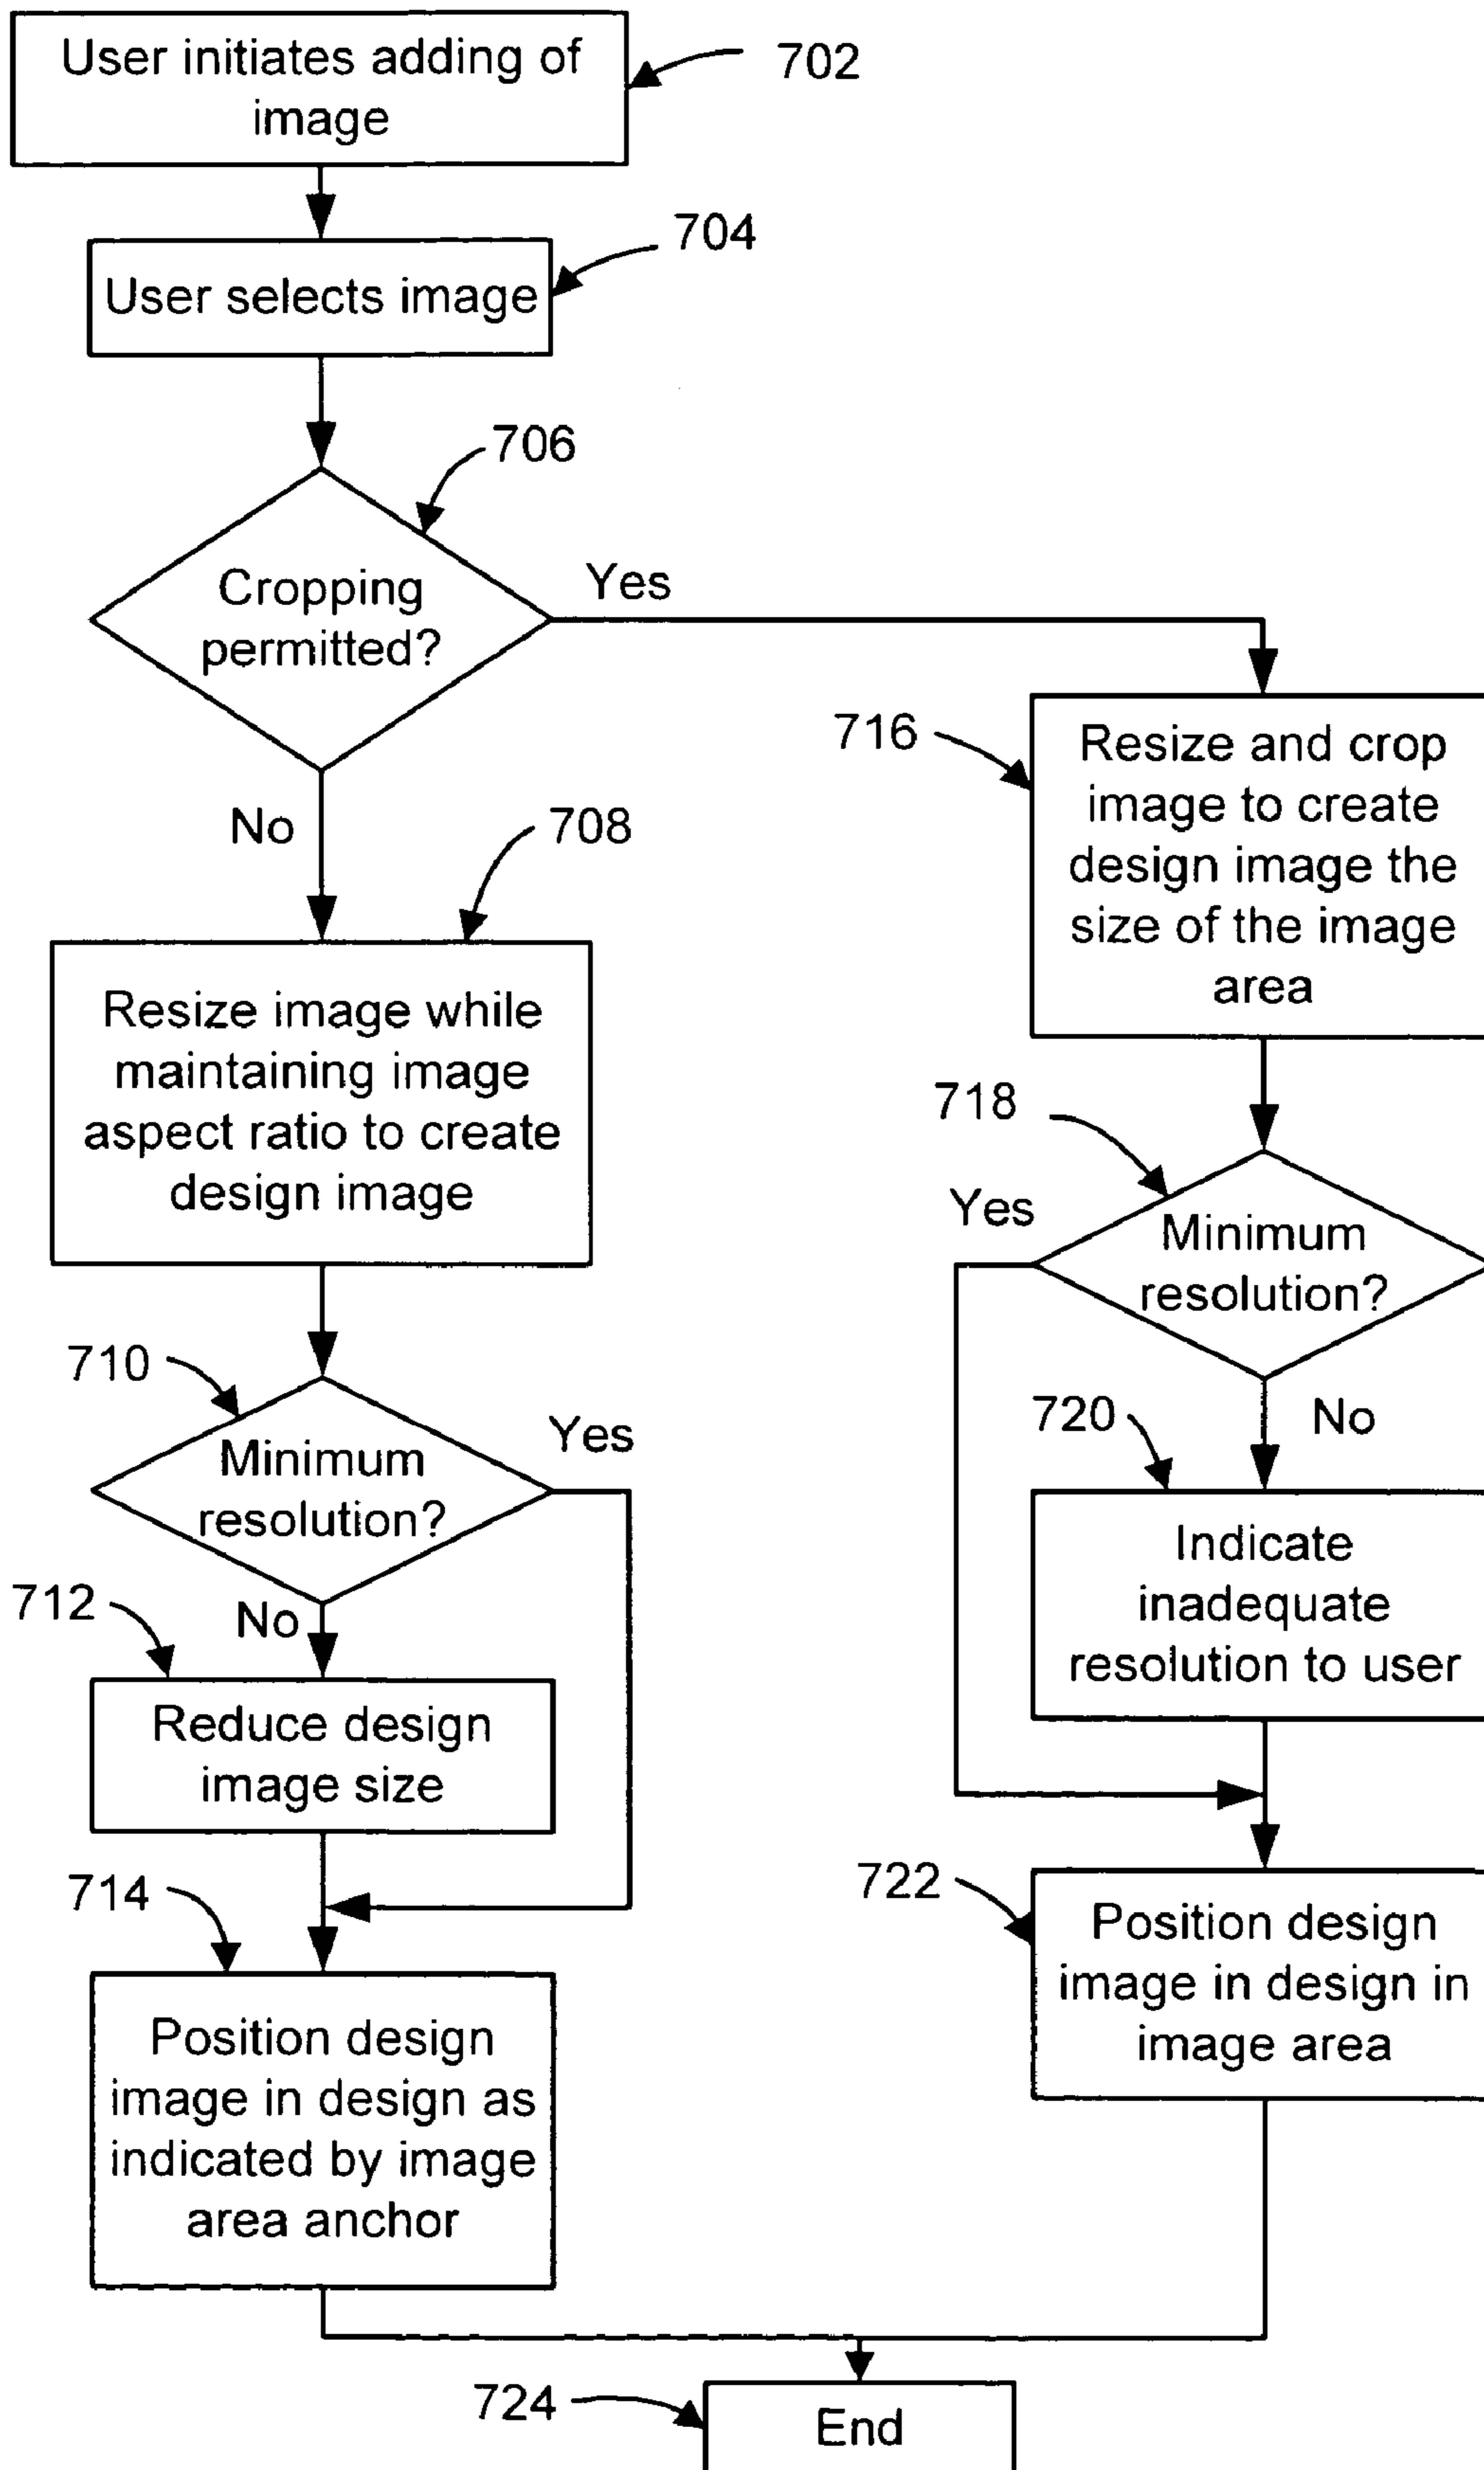 User initiates adding of
image
702
User selects image
704
706
Cropping
permitted?
Yes
No
708
Resize image while
maintaining image
aspect ratio to create
design image
710
Minimum
resolution?
Yes
No
712
Reduce design
image size
714
Position design
image in design as
indicated by image
area anchor
716
Resize and crop
image to create
design image the
size of the image
area
718
Yes
Minimum
resolution?
No
720
Indicate
inadequate
resolution to user
722
Position design
image in design in
image area
724
End